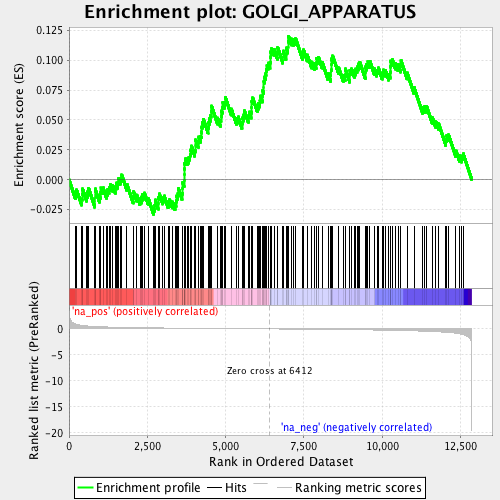 Enrichment plot: GOLGI_APPARATUS
Enrichment score (ES)
0.125
0.100
0.075
0.050
0.025
0.000
-0.025
'na_pos' (positively correlated)
Ranked list metric (PreRanked)
0
-5
-10
-15
-20
Zero cross at 6412
'na_neg' (negatively correlated)
0
2,500
5,000
7,500
10,000
12,500
Rank in Ordered Dataset
Enrichment profile
Hits
Ranking metric scores